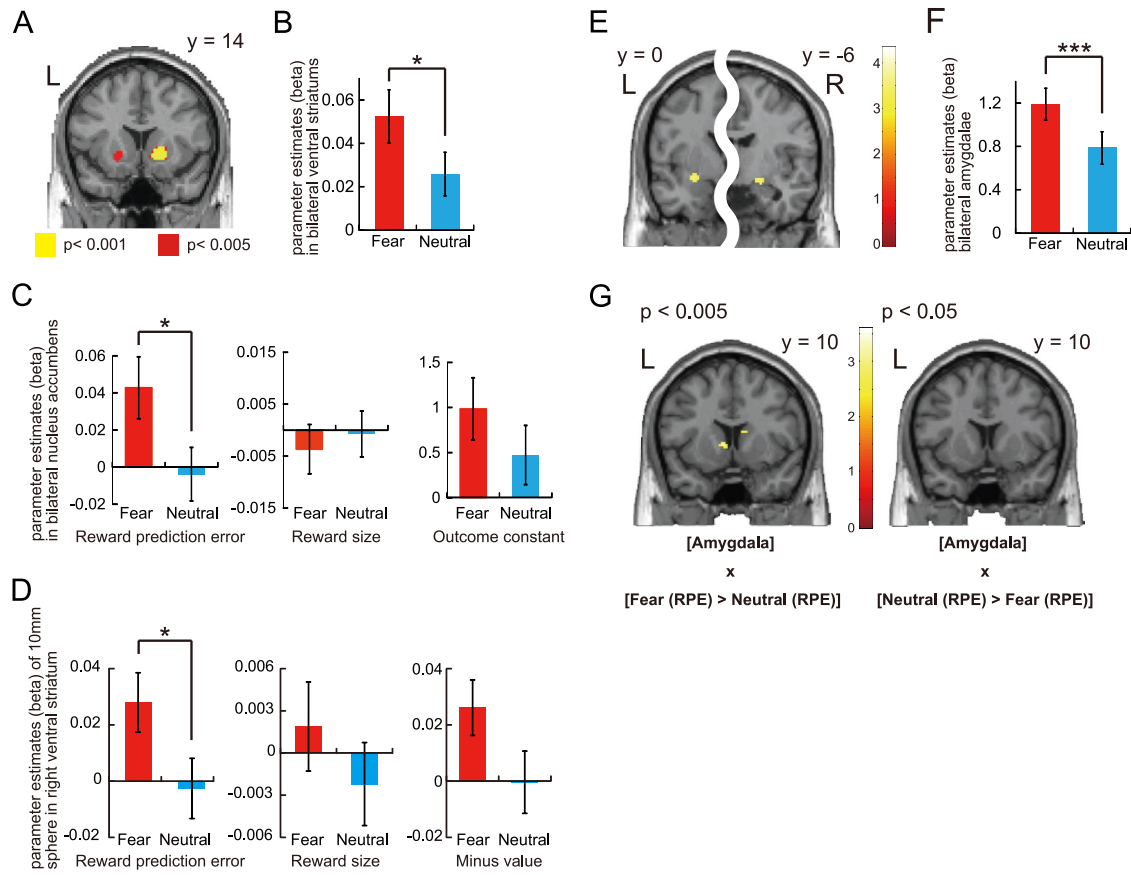 A
y = 14
L
p< 0.001
p< 0.005
B
parameter estimates (beta)
in bilateral ventral striatums
*
0.06
0.04
0.02
0
Fear
Neutral
C
parameter estimates (beta)
in bilateral nucleus accumbens
*
0.06
0.04
0.02
0
-0.02
Fear
Neutral
Reward prediction error
0.015
0.005
-0.005
-0.015
Fear
Neutral
Reward size
1.5
1.0
0.5
0
Fear
Neutral
Outcome constant
D
parameter estimates (beta) of 10mm
sphere in right ventral striatum
*
0.04
0.02
0
-0.02
Fear
Neutral
Reward prediction error
0.006
0.003
0
-0.003
-0.006
Fear
Neutral
Reward size
0.04
0.02
0
-0.02
Fear
Neutral
Minus value
E
y = 0
y = -6
L
R
4
3
2
1
0
F
parameter estimates (beta)
bilateral amygdalae
***
1.2
0.8
0.4
0
Fear
Neutral
G
p < 0.005
y = 10
L
3
2
1
0
[Amygdala]
x
[Fear (RPE) > Neutral (RPE)]
p < 0.05
y = 10
L
[Amygdala]
x
[Neutral (RPE) > Fear (RPE)]